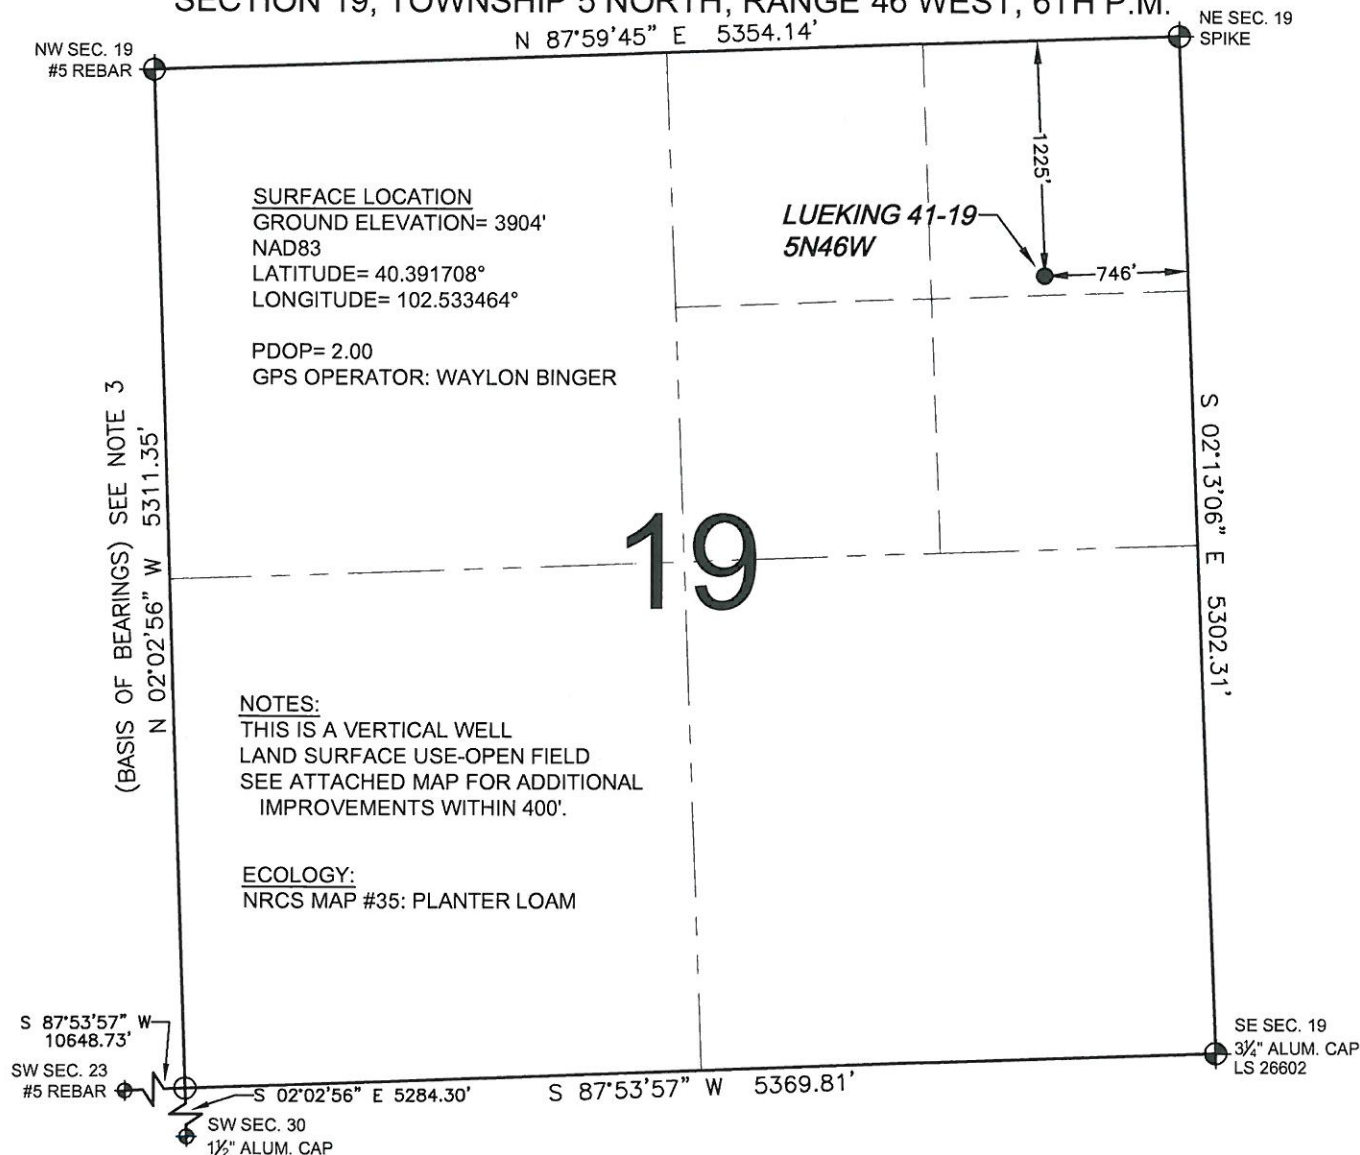 SECTION 19, TOWNSHIP 5 NORTH, RANGE 46 WEST, 6TH P.M.
N 87°59'45" E 5354.14'
NW SEC. 19
#5 REBAR
NE SEC. 19
SPIKE
SURFACE LOCATION
GROUND ELEVATION= 3904'
NAD83
LATITUDE= 40.391708°
LONGITUDE= 102.533464°
PDOP= 2.00
GPS OPERATOR: WAYLON BINGER
1225'
LUEKING 41-19
5N46W
746'
(BASIS OF BEARINGS) SEE NOTE 3
N 02°02'56" W 5311.35'
S 02°13'06" E 5302.31'
19
NOTES:
THIS IS A VERTICAL WELL
LAND SURFACE USE-OPEN FIELD
SEE ATTACHED MAP FOR ADDITIONAL
IMPROVEMENTS WITHIN 400'.
ECOLOGY:
NRCS MAP #35: PLANTER LOAM
S 87°53'57" W
10648.73'
SW SEC. 23
#5 REBAR
S 02°02'56" E 5284.30'
S 87°53'57" W 5369.81'
SW SEC. 30
1½" ALUM. CAP
SE SEC. 19
3¼" ALUM. CAP
LS 26602